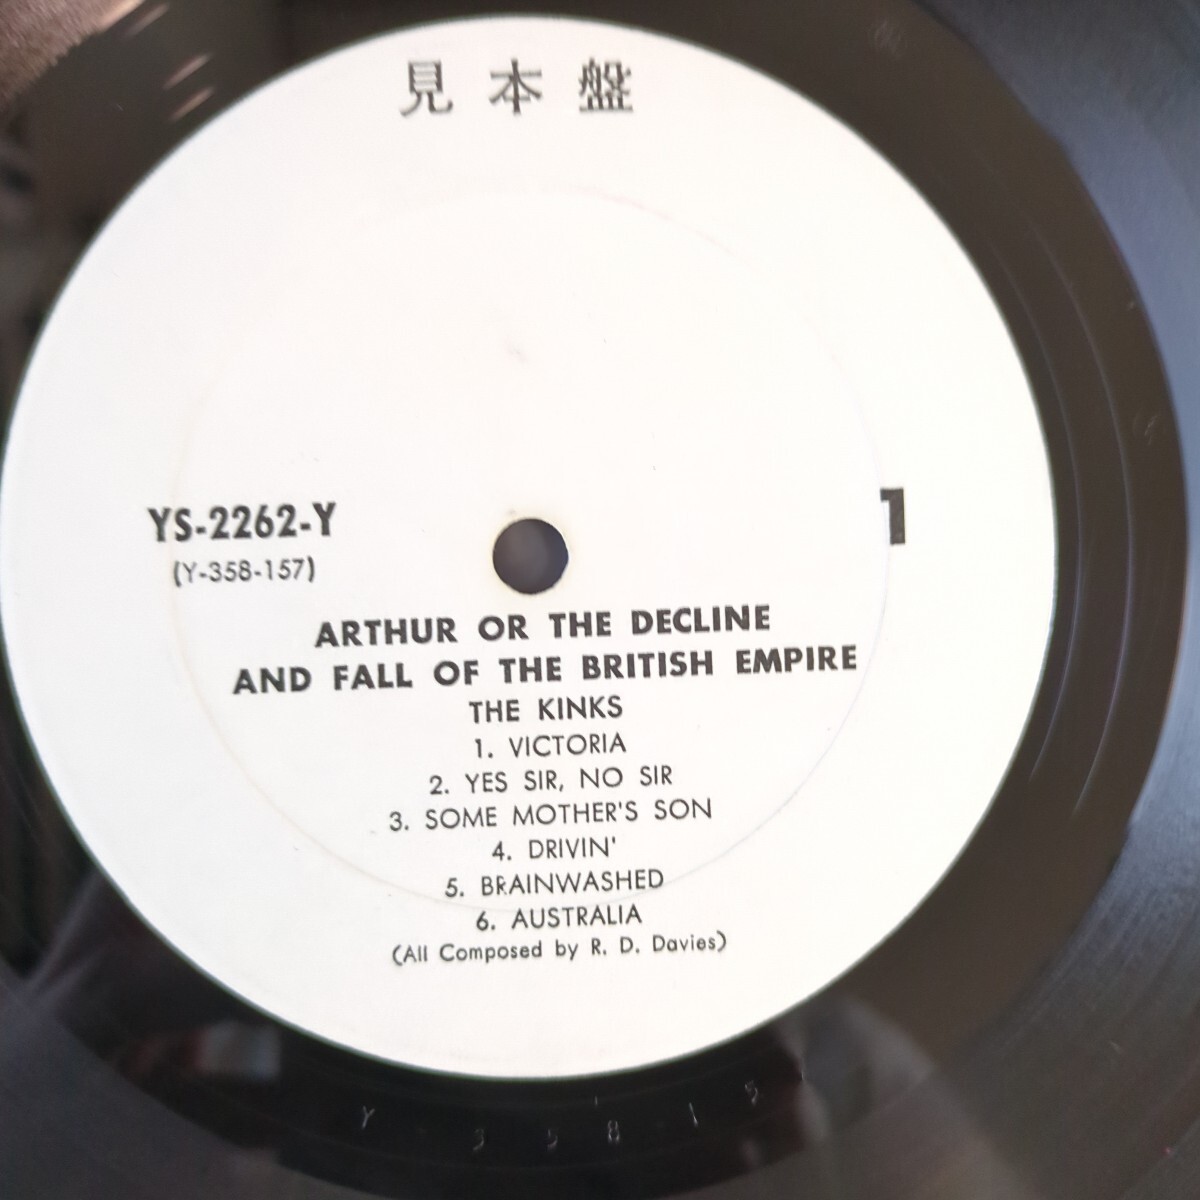 見本盤
YS-2262-Y
(Y-358-157)
1
ARTHUR OR THE DECLINE
AND FALL OF THE BRITISH EMPIRE
THE KINKS
1. VICTORIA
2. YES SIR, NO SIR
3. SOME MOTHER'S SON
4. DRIVIN'
5. BRAINWASHED
6. AUSTRALIA
(All Composed by R. D. Davies)
Y-35815